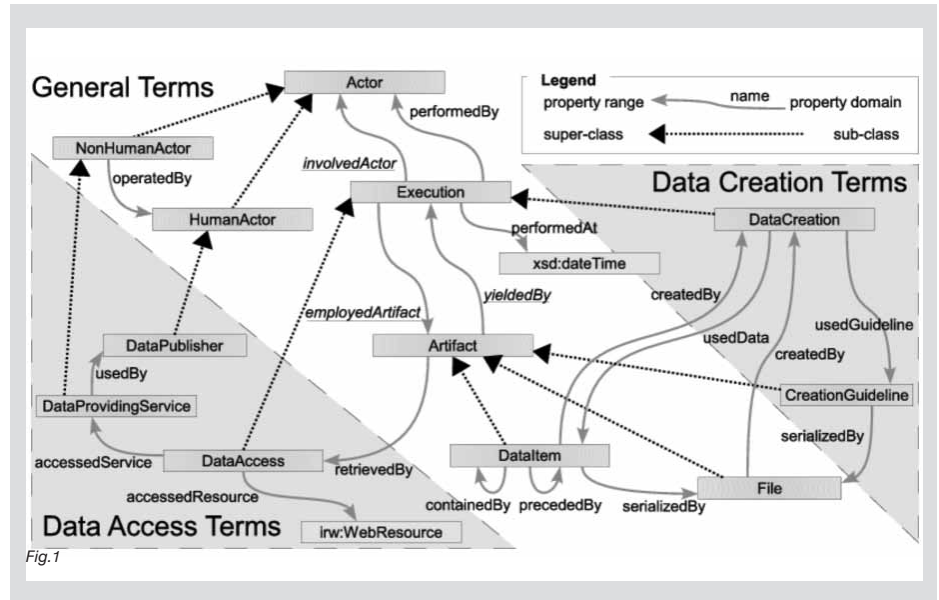 General Terms
Actor
Legend
property range
name
property domain
super-class
sub-class
performedBy
NonHumanActor
operatedBy
involvedActor
Execution
Data Creation Terms
HumanActor
DataCreation
performedAt
xsd:dateTime
createdBy
yieldedBy
employedArtifact
usedGuideline
usedData
createdBy
DataPublisher
Artifact
usedBy
DataProvidingService
CreationGuideline
serializedBy
accessedService
DataAccess
retrievedBy
DataItem
accessedResource
containedBy
precededBy
serializedBy
File
Data Access Terms
irw:WebResource
Fig.1